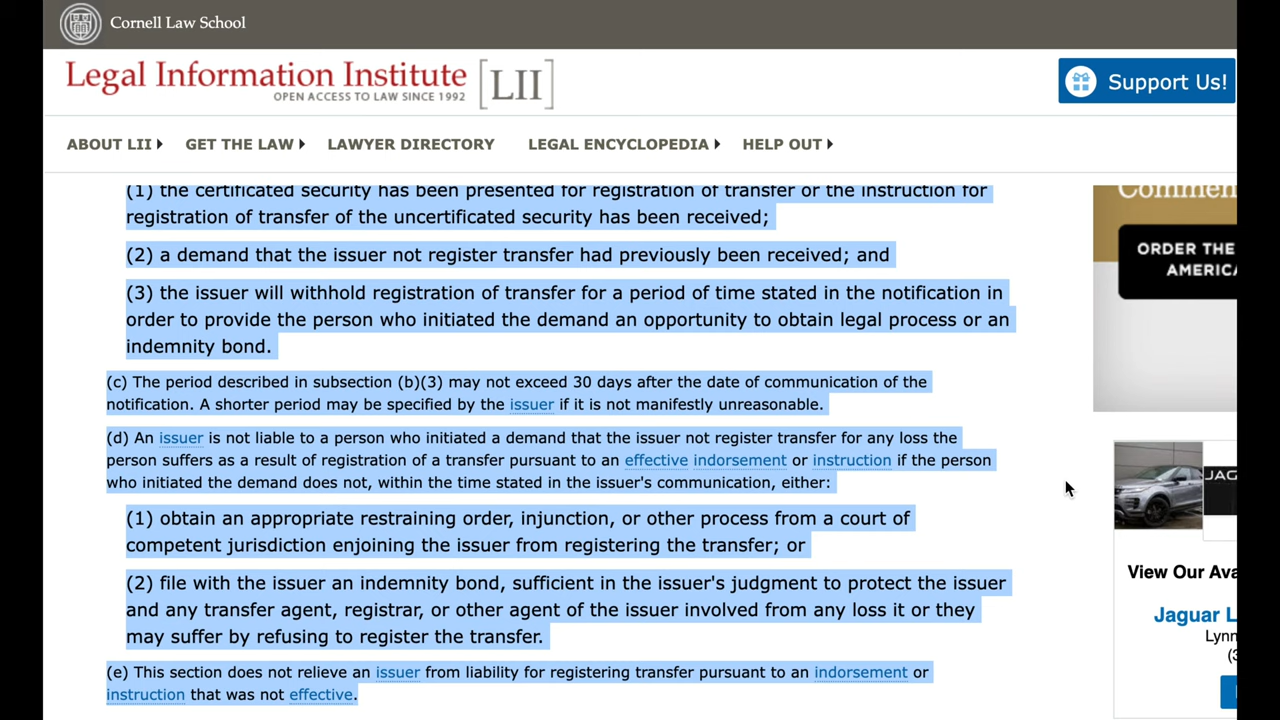 Cornell Law School
Legal Information Institute [LII]
OPEN ACCESS TO LAW SINCE 1992
Support Us!
ABOUT LII GET THE LAW LAWYER DIRECTORY LEGAL ENCYCLOPEDIA HELP OUT
(1) the certificated security has been presented for registration of transfer or the instruction for
registration of transfer of the uncertificated security has been received;
(2) a demand that the issuer not register transfer had previously been received; and
(3) the issuer will withhold registration of transfer for a period of time stated in the notification in
order to provide the person who initiated the demand an opportunity to obtain legal process or an
indemnity bond.
(c) The period described in subsection (b)(3) may not exceed 30 days after the date of communication of the
notification. A shorter period may be specified by the issuer if it is not manifestly unreasonable.
(d) An issuer is not liable to a person who initiated a demand that the issuer not register transfer for any loss the
person suffers as a result of registration of a transfer pursuant to an effective indorsement or instruction if the person
who initiated the demand does not, within the time stated in the issuer's communication, either:
(1) obtain an appropriate restraining order, injunction, or other process from a court of
competent jurisdiction enjoining the issuer from registering the transfer; or
(2) file with the issuer an indemnity bond, sufficient in the issuer's judgment to protect the issuer
and any transfer agent, registrar, or other agent of the issuer involved from any loss it or they
may suffer by refusing to register the transfer.
(e) This section does not relieve an issuer from liability for registering transfer pursuant to an indorsement or
instruction that was not effective.
Commen
ORDER THE
AMERICA
JAG
View Our Ava
Jaguar L
Lynn
(3